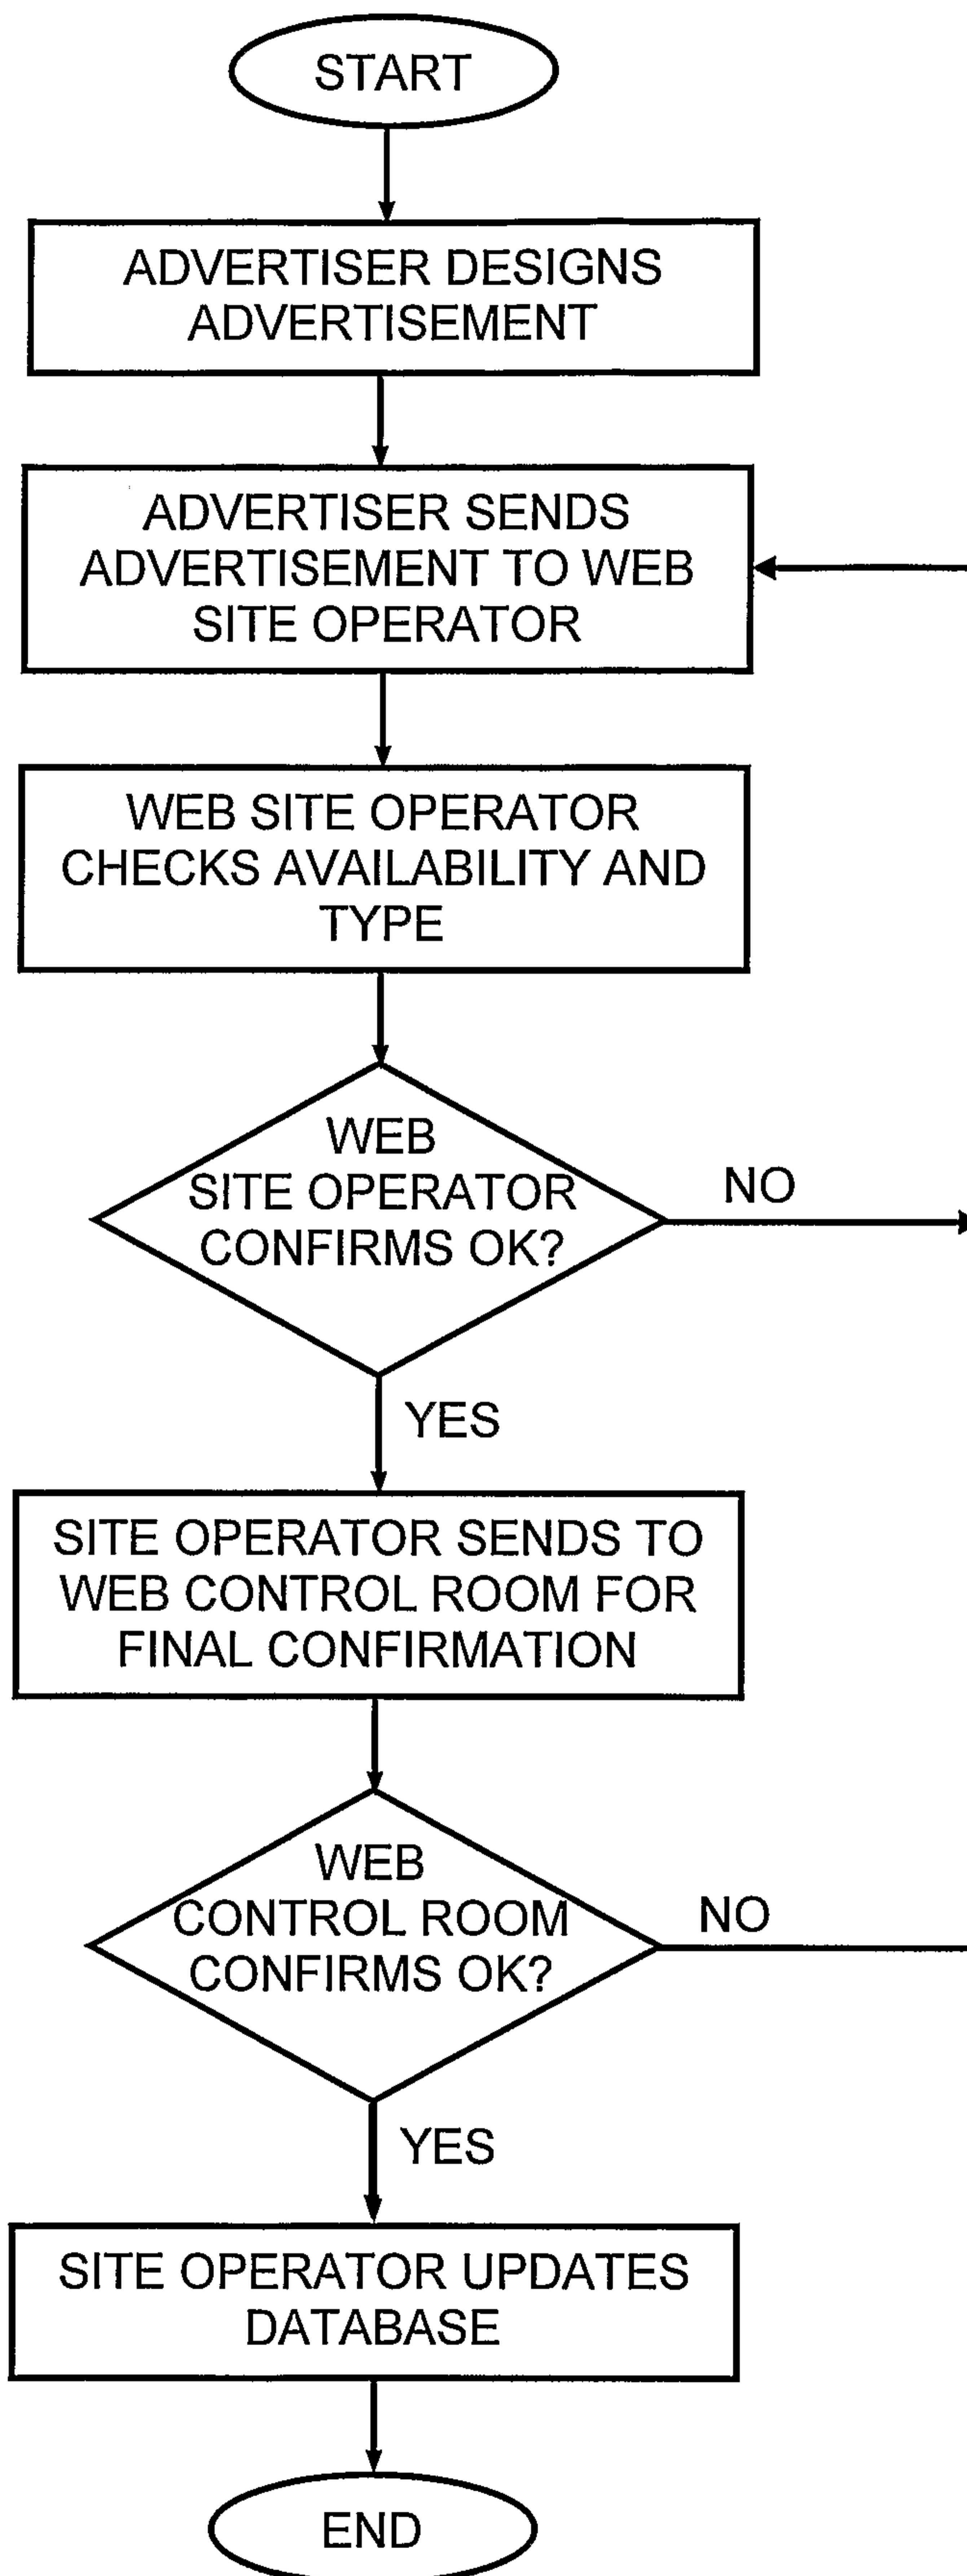 START
ADVERTISER DESIGNS
ADVERTISEMENT
ADVERTISER SENDS
ADVERTISEMENT TO WEB
SITE OPERATOR
WEB SITE OPERATOR
CHECKS AVAILABILITY AND
TYPE
WEB
SITE OPERATOR
CONFIRMS OK?
NO
YES
SITE OPERATOR SENDS TO
WEB CONTROL ROOM FOR
FINAL CONFIRMATION
WEB
CONTROL ROOM
CONFIRMS OK?
NO
YES
SITE OPERATOR UPDATES
DATABASE
END